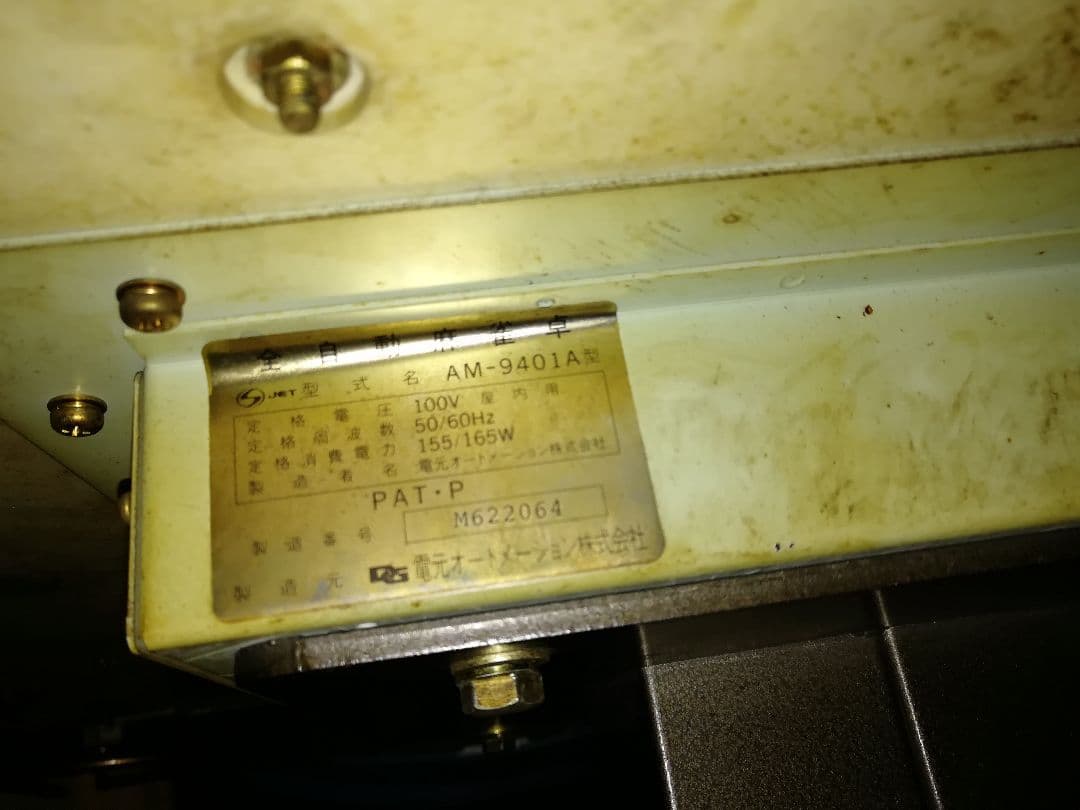 全自動麻雀卓
JET 型式名 AM-9401A型
定格電圧 100V 屋内用
定格周波数 50/60Hz
定格消費電力 155/165W
製造者名 電元オートメーション株式会社
PAT・P
製造番号 M622064
製造元 DG 電元オートメーション株式会社